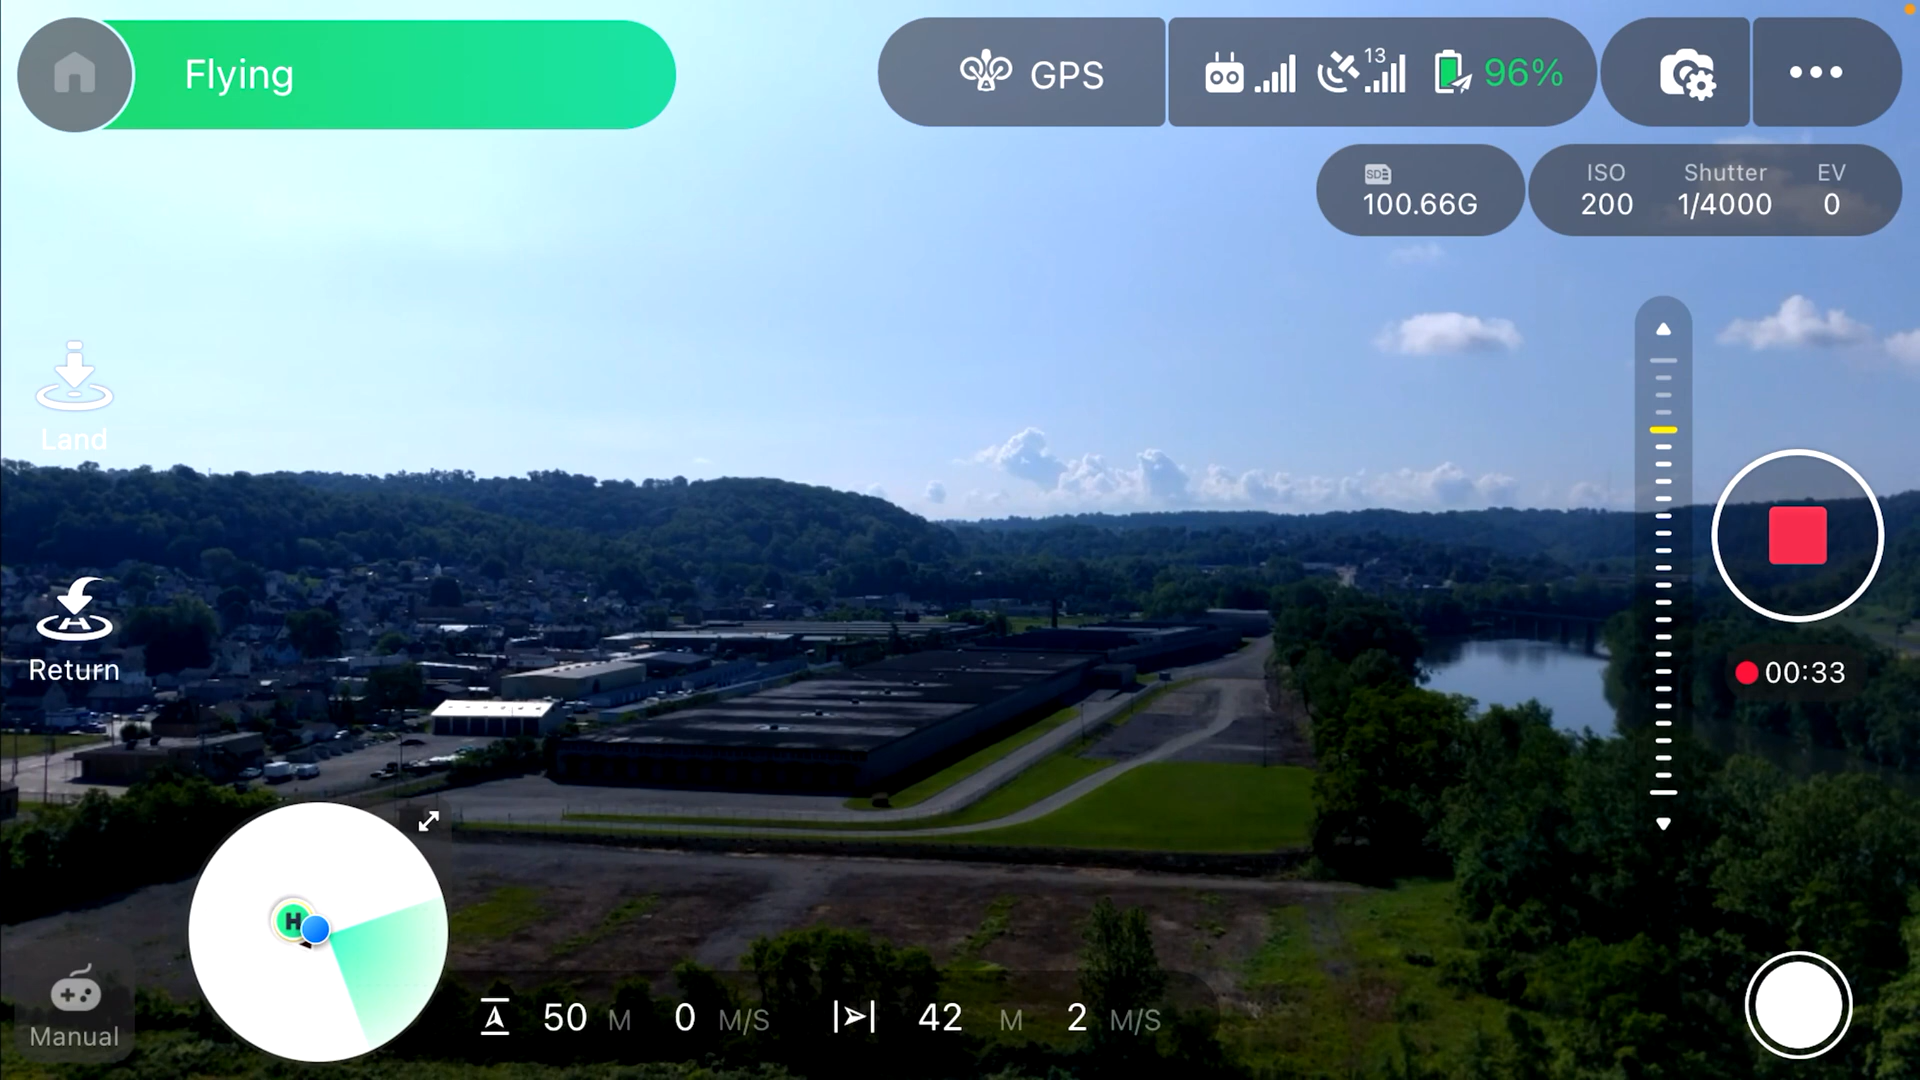 Flying
GPS
13
96%
SD
100.66G
ISO Shutter EV
200 1/4000 0
Land
Return
00:33
H
Manual
50 M 0 M/S 42 M 2 M/S